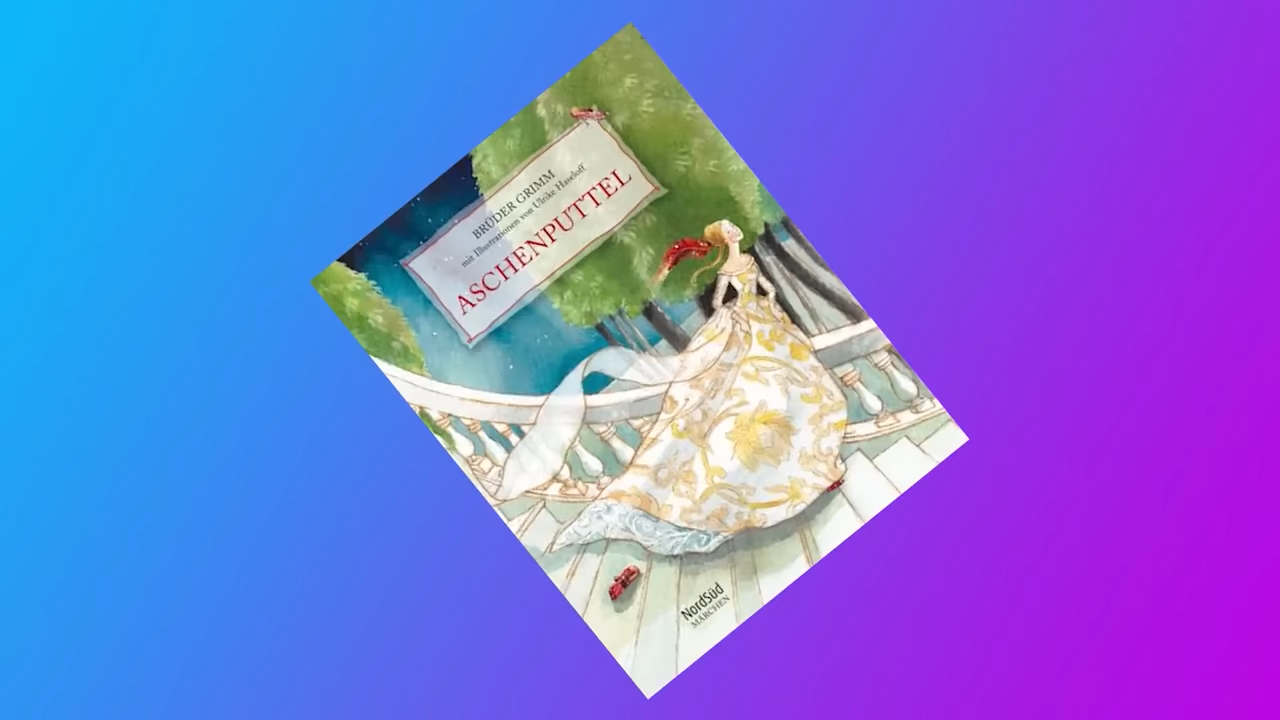 BRÜDER GRIMM
mit Illustrationen von Ulrike Haseloff
ASCHENPUTTEL
NordSüd
MÄRCHEN